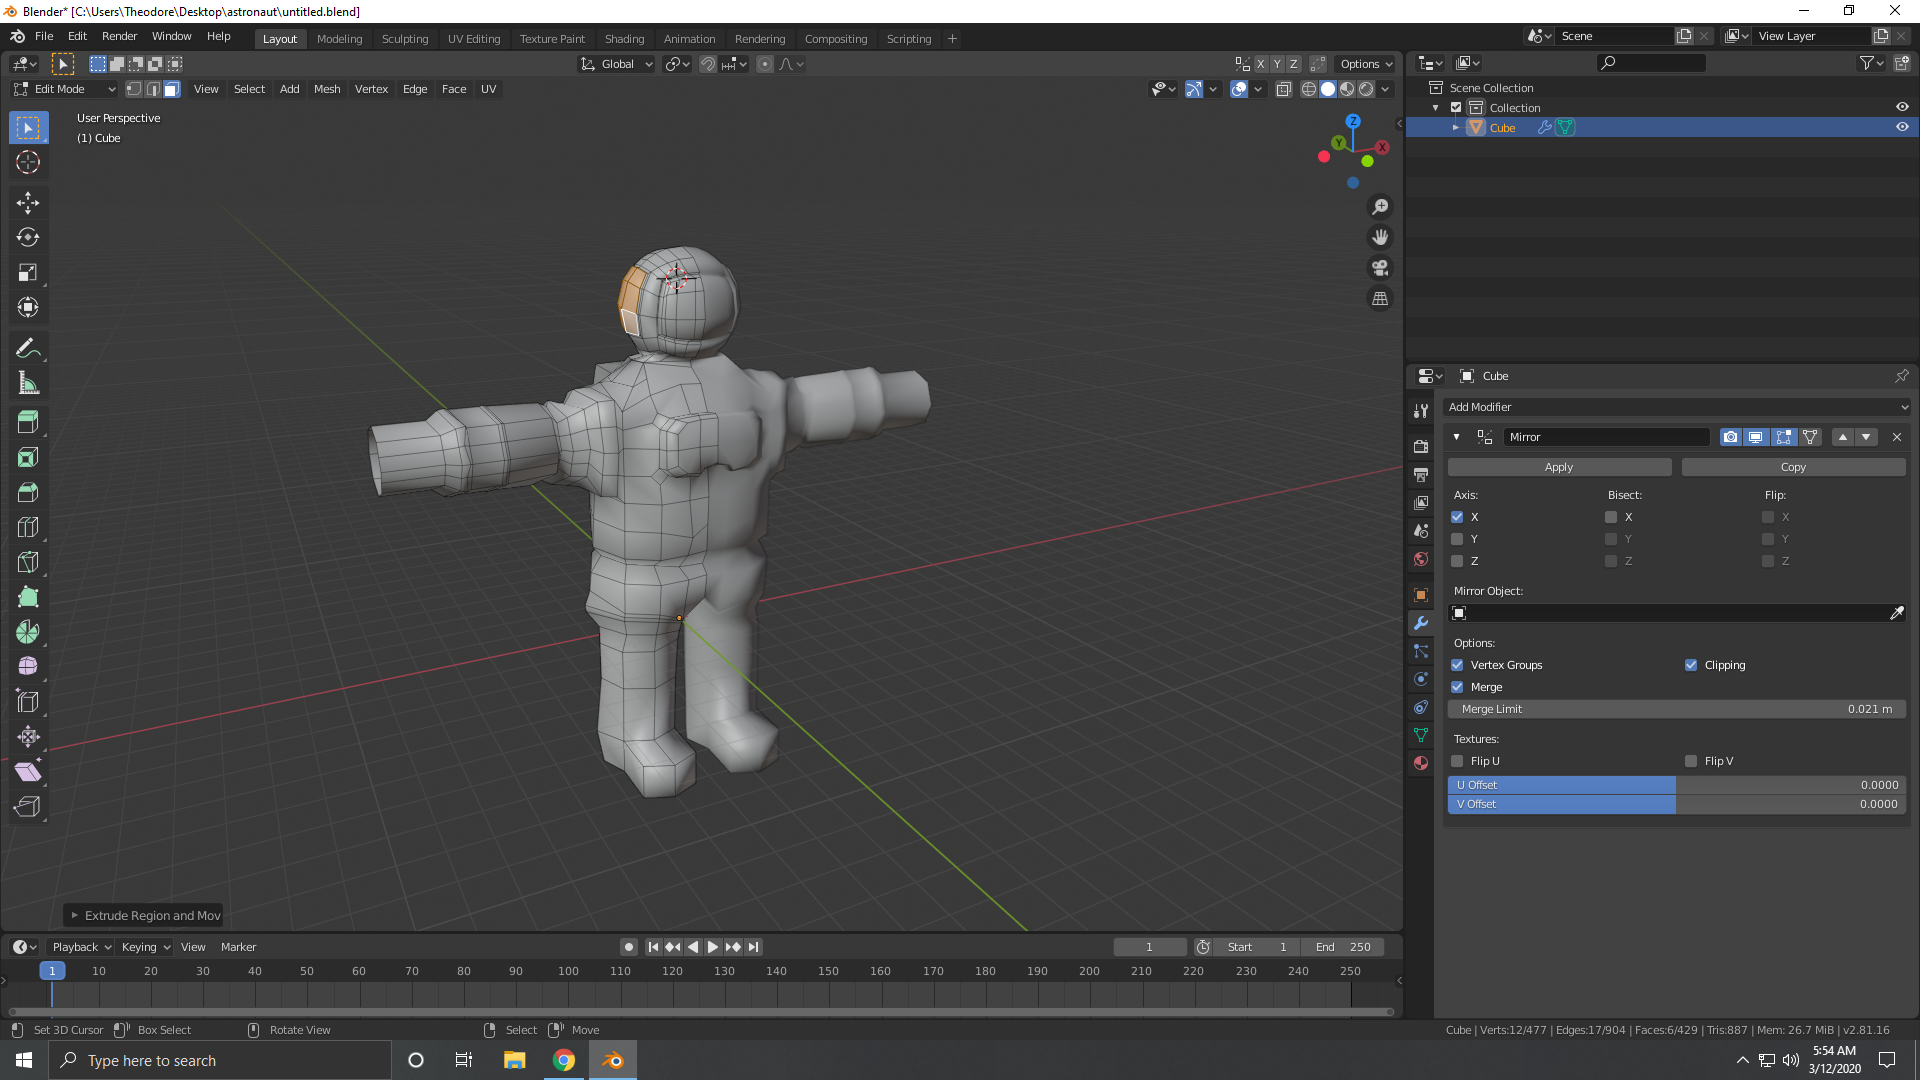 Blender* [C:\Users\Theodore\Desktop\astronaut\untitled.blend]
File Edit Render Window Help Layout Modeling Sculpting UV Editing Texture Paint Shading Animation Rendering Compositing Scripting + Scene View Layer
Global X Y Z Options
Edit Mode View Select Add Mesh Vertex Edge Face UV
User Perspective
(1) Cube
Z
Y
X
Scene Collection
Collection
Cube
Cube
Add Modifier
Mirror
Apply Copy
Axis: Bisect: Flip:
X X X
Y Y Y
Z Z Z
Mirror Object:
Options:
Vertex Groups Clipping
Merge
Merge Limit 0.021 m
Textures:
Flip U Flip V
U Offset 0.0000
V Offset 0.0000
Extrude Region and Mov
Playback Keying View Marker 1 Start 1 End 250
1 10 20 30 40 50 60 70 80 90 100 110 120 130 140 150 160 170 180 190 200 210 220 230 240 250
Set 3D Cursor Box Select Rotate View Select Move Cube | Verts:12/477 | Edges:17/904 | Faces:6/429 | Tris:887 | Mem: 26.7 MiB | v2.81.16
Type here to search
5:54 AM
3/12/2020